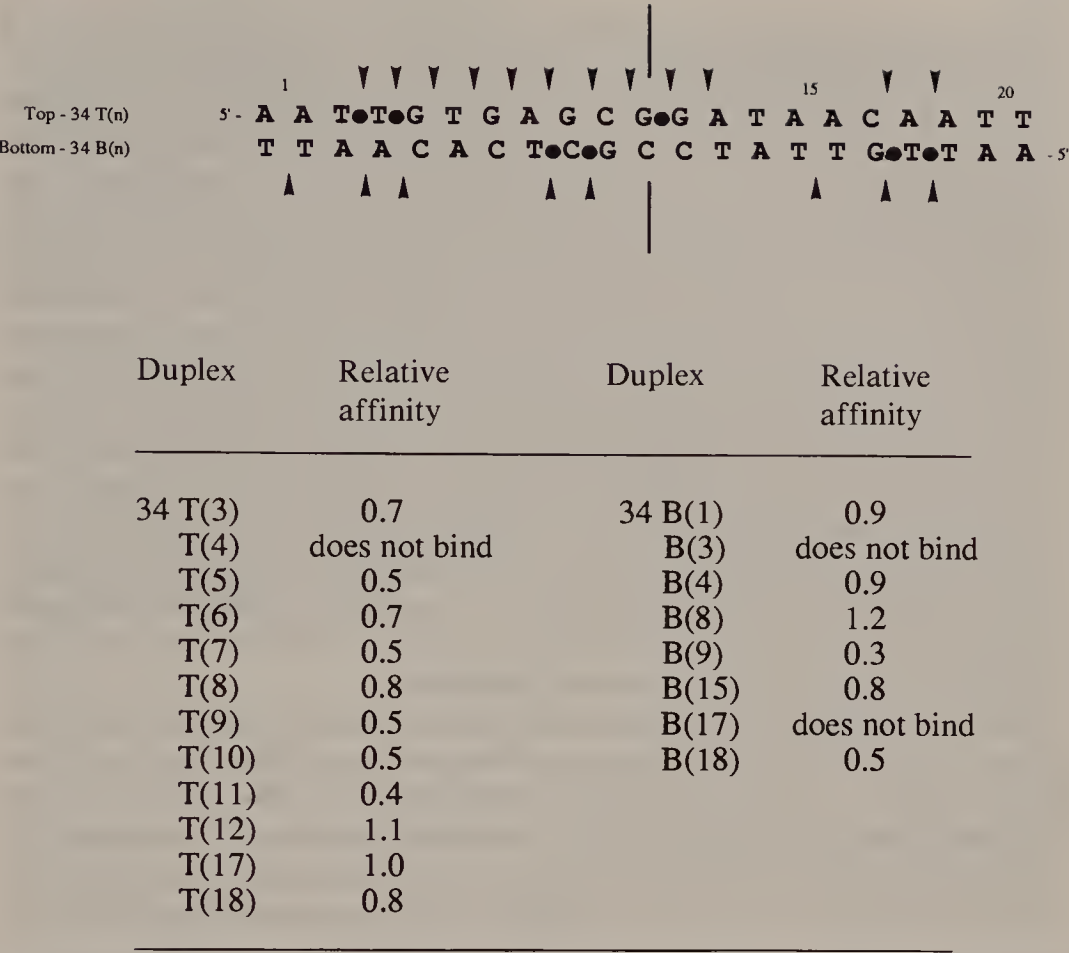 1 15 20
Top - 34 T(n) 5' - A A T•T•G T G A G C G•G A T A A C A A T T
Bottom - 34 B(n) T T A A C A C T•C•G C C T A T T G•T•T A A - 5'
Duplex Relative affinity Duplex Relative affinity
34 T(3) 0.7 34 B(1) 0.9
T(4) does not bind B(3) does not bind
T(5) 0.5 B(4) 0.9
T(6) 0.7 B(8) 1.2
T(7) 0.5 B(9) 0.3
T(8) 0.8 B(15) 0.8
T(9) 0.5 B(17) does not bind
T(10) 0.5 B(18) 0.5
T(11) 0.4
T(12) 1.1
T(17) 1.0
T(18) 0.8